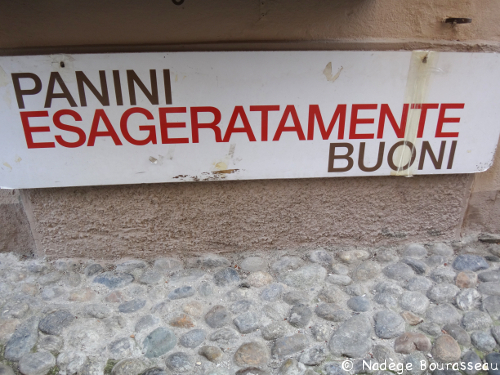 PANINI
ESAGERATAMENTE
BUONI
© Nadège Bourasseau